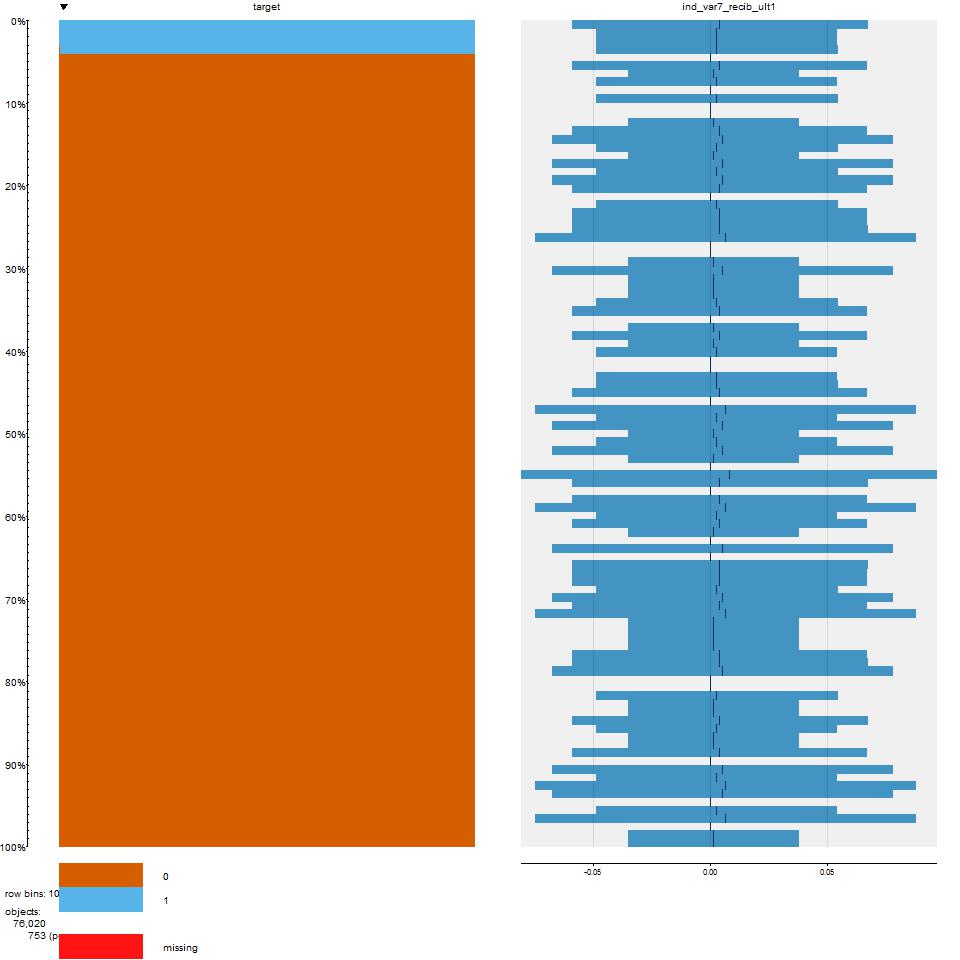 target
ind_var7_recib_ult1
0%
10%
20%
30%
40%
50%
60%
70%
80%
90%
100%
-0.05 0.00 0.05
0
row bins: 10
1
objects:
76,020
753 (p
missing